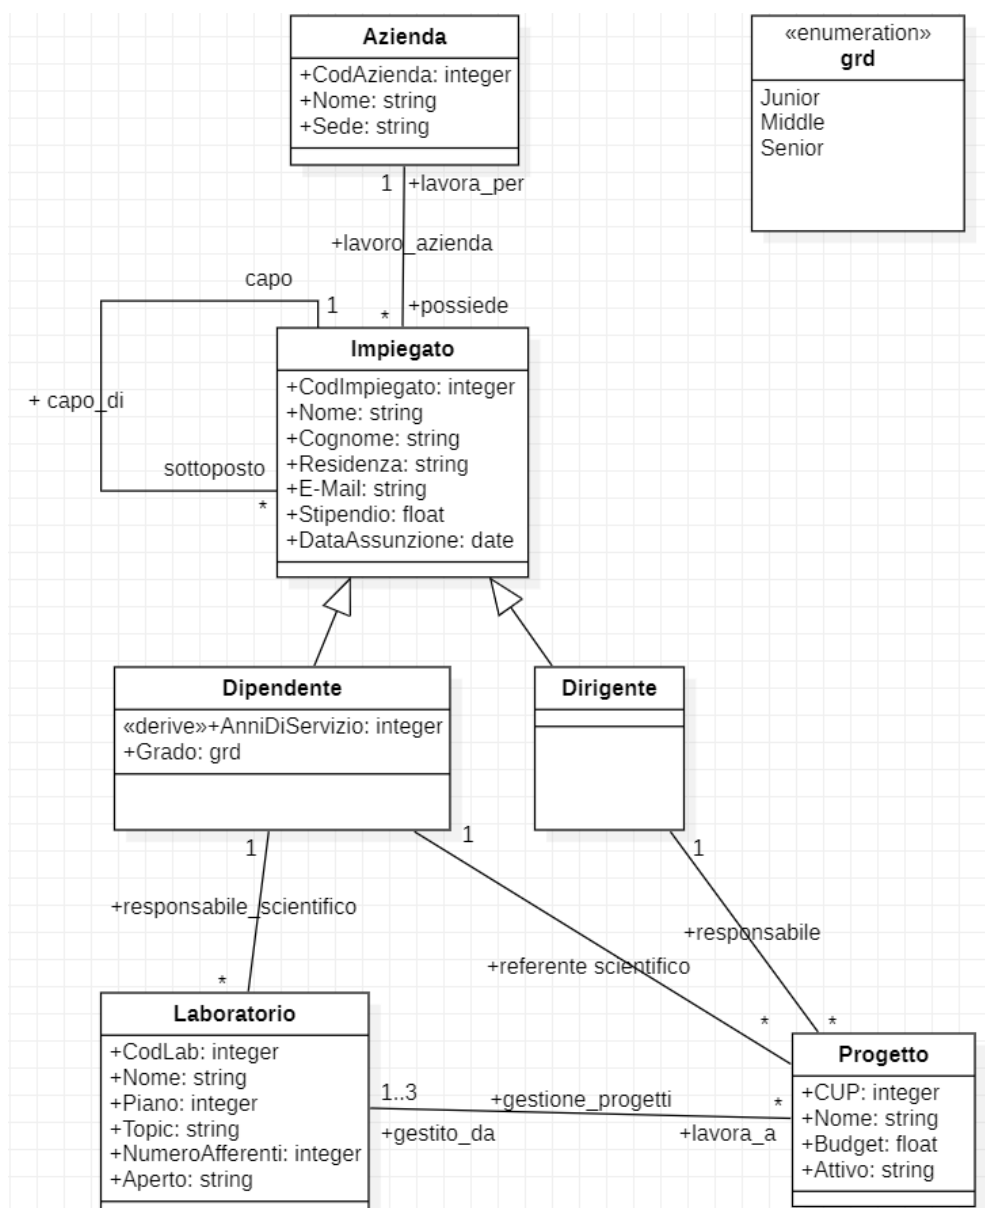 Azienda
+CodAzienda: integer
+Nome: string
+Sede: string
«enumeration»
grd
Junior
Middle
Senior
1
+lavora_per
+lavoro_azienda
*
+possiede
capo
1
+ capo_di
sottoposto
*
Impiegato
+CodImpiegato: integer
+Nome: string
+Cognome: string
+Residenza: string
+E-Mail: string
+Stipendio: float
+DataAssunzione: date
Dipendente
«derive»+AnniDiServizio: integer
+Grado: grd
Dirigente
1
+responsabile_scientifico
*
1
+referente scientifico
*
1
+responsabile
*
Laboratorio
+CodLab: integer
+Nome: string
+Piano: integer
+Topic: string
+NumeroAfferenti: integer
+Aperto: string
1..3
+gestione_progetti
*
+gestito_da
+lavora_a
Progetto
+CUP: integer
+Nome: string
+Budget: float
+Attivo: string